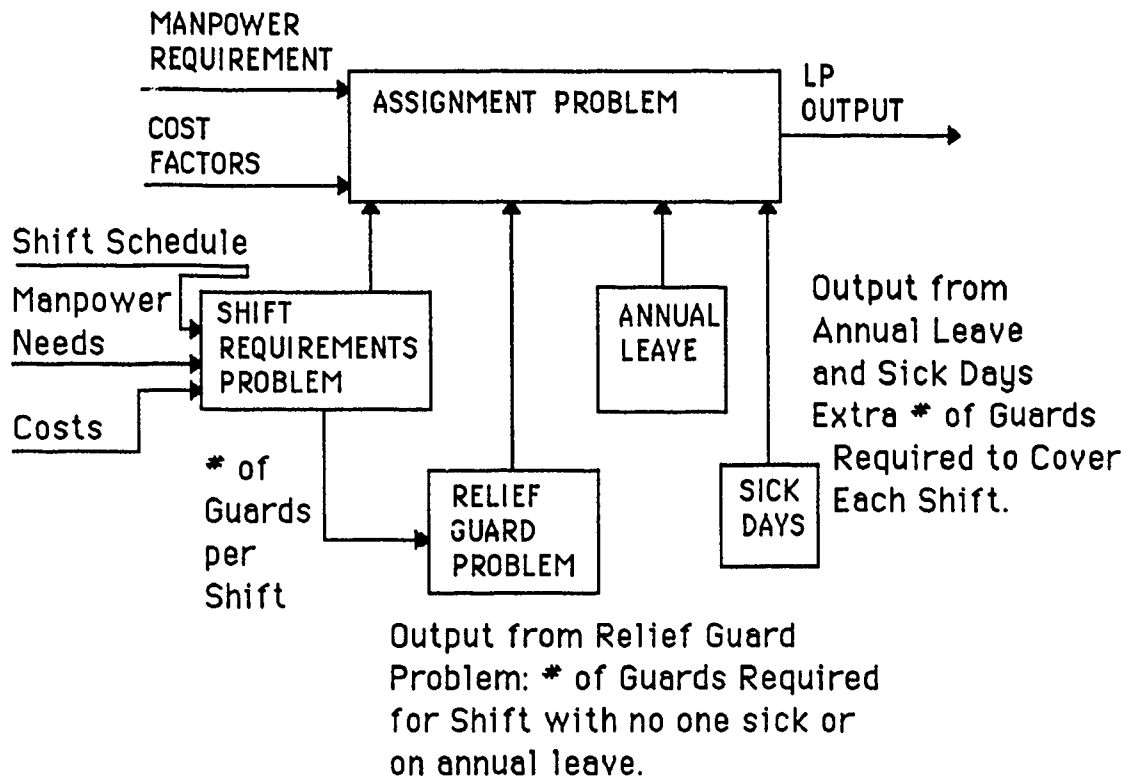 MANPOWER
REQUIREMENT
COST
FACTORS
ASSIGNMENT PROBLEM
LP
OUTPUT
Shift Schedule
Manpower
Needs
Costs
SHIFT
REQUIREMENTS
PROBLEM
# of
Guards
per
Shift
RELIEF
GUARD
PROBLEM
ANNUAL
LEAVE
SICK
DAYS
Output from
Annual Leave
and Sick Days
Extra # of Guards
Required to Cover
Each Shift.
Output from Relief Guard
Problem: # of Guards Required
for Shift with no one sick or
on annual leave.